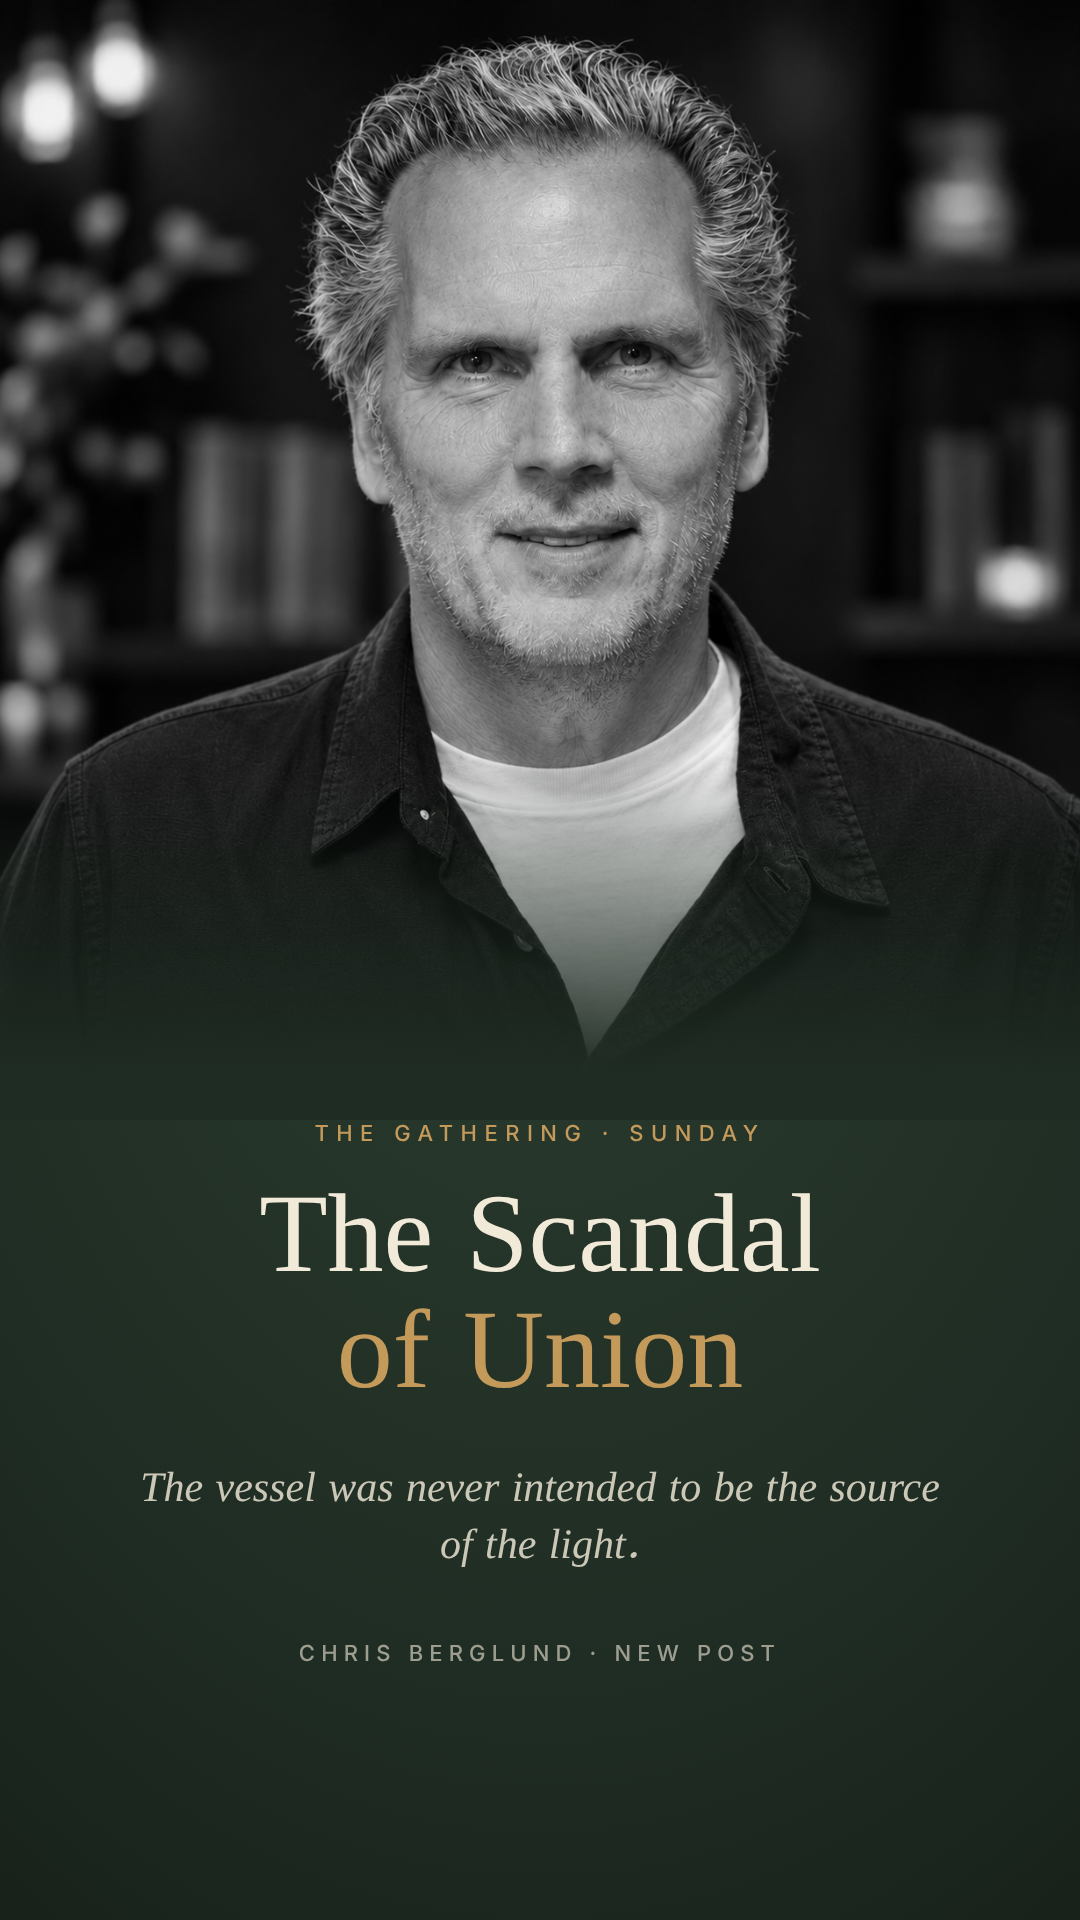 THE GATHERING · SUNDAY
The Scandal
of Union
The vessel was never intended to be the source
of the light.
CHRIS BERGLUND · NEW POST